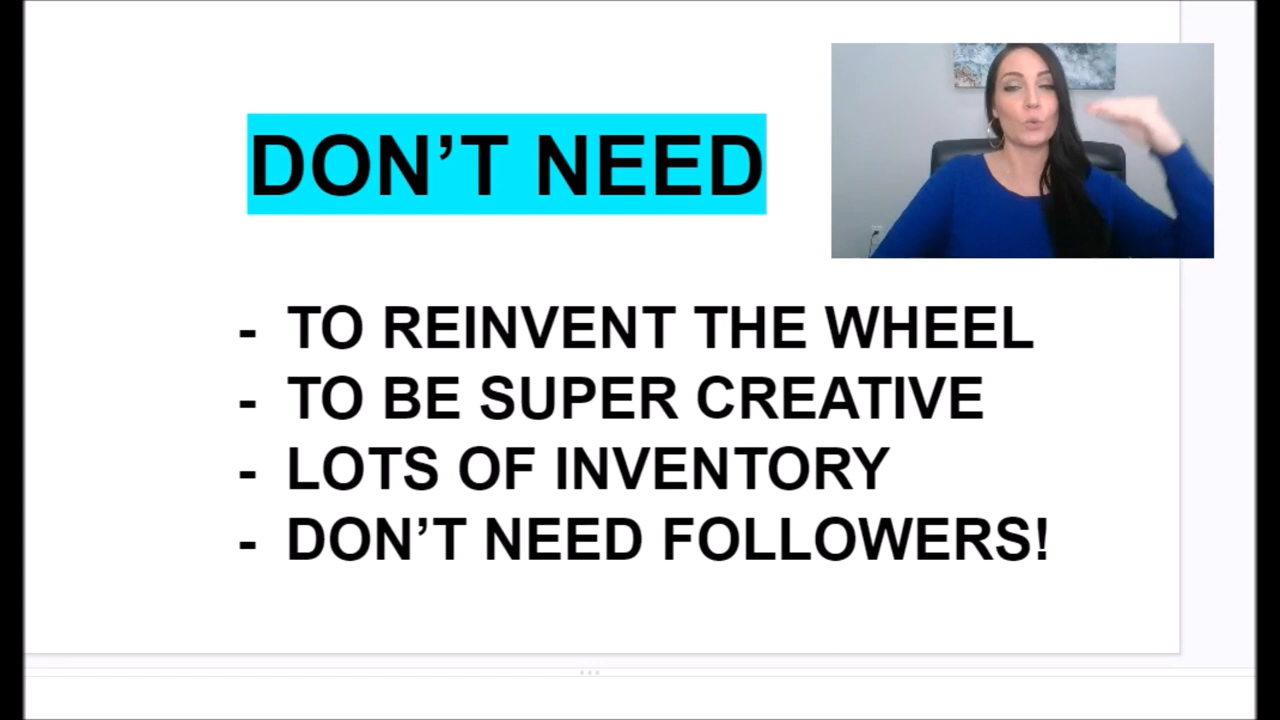 DON’T NEED
- TO REINVENT THE WHEEL
- TO BE SUPER CREATIVE
- LOTS OF INVENTORY
- DON’T NEED FOLLOWERS!